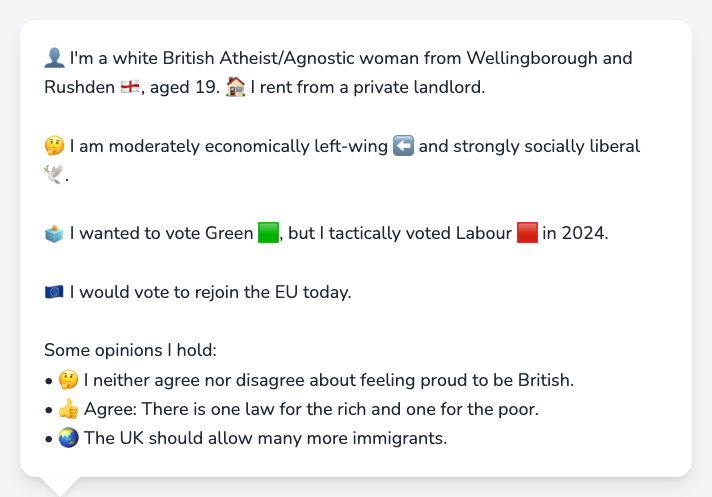 👤 I'm a white British Atheist/Agnostic woman from Wellingborough and
Rushden 🏴󠁧󠁢󠁥󠁮󠁧󠁿, aged 19. 🏠 I rent from a private landlord.
🤔 I am moderately economically left-wing ⬅️ and strongly socially liberal
🕊️.
🗳️ I wanted to vote Green 🟩, but I tactically voted Labour 🟥 in 2024.
🇪🇺 I would vote to rejoin the EU today.
Some opinions I hold:
• 🤔 I neither agree nor disagree about feeling proud to be British.
• 👍 Agree: There is one law for the rich and one for the poor.
• 🌏 The UK should allow many more immigrants.